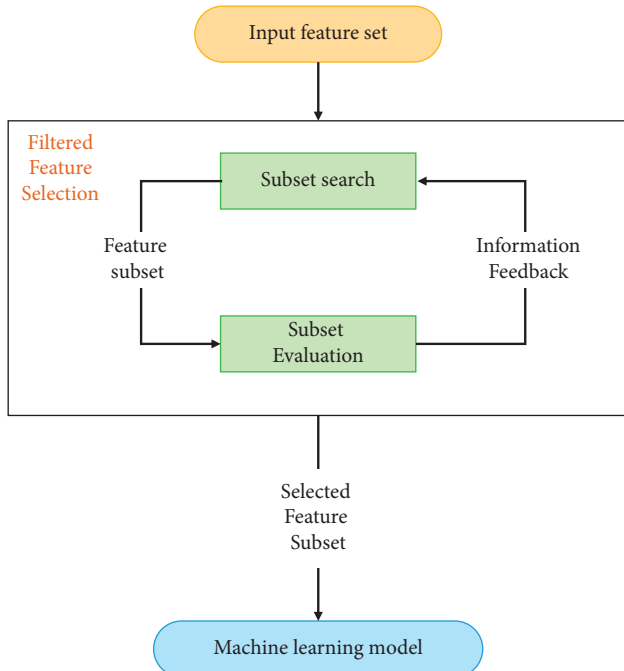 Input feature set
Filtered
Feature
Selection
Subset search
Feature
subset
Information
Feedback
Subset
Evaluation
Selected
Feature
Subset
Machine learning model